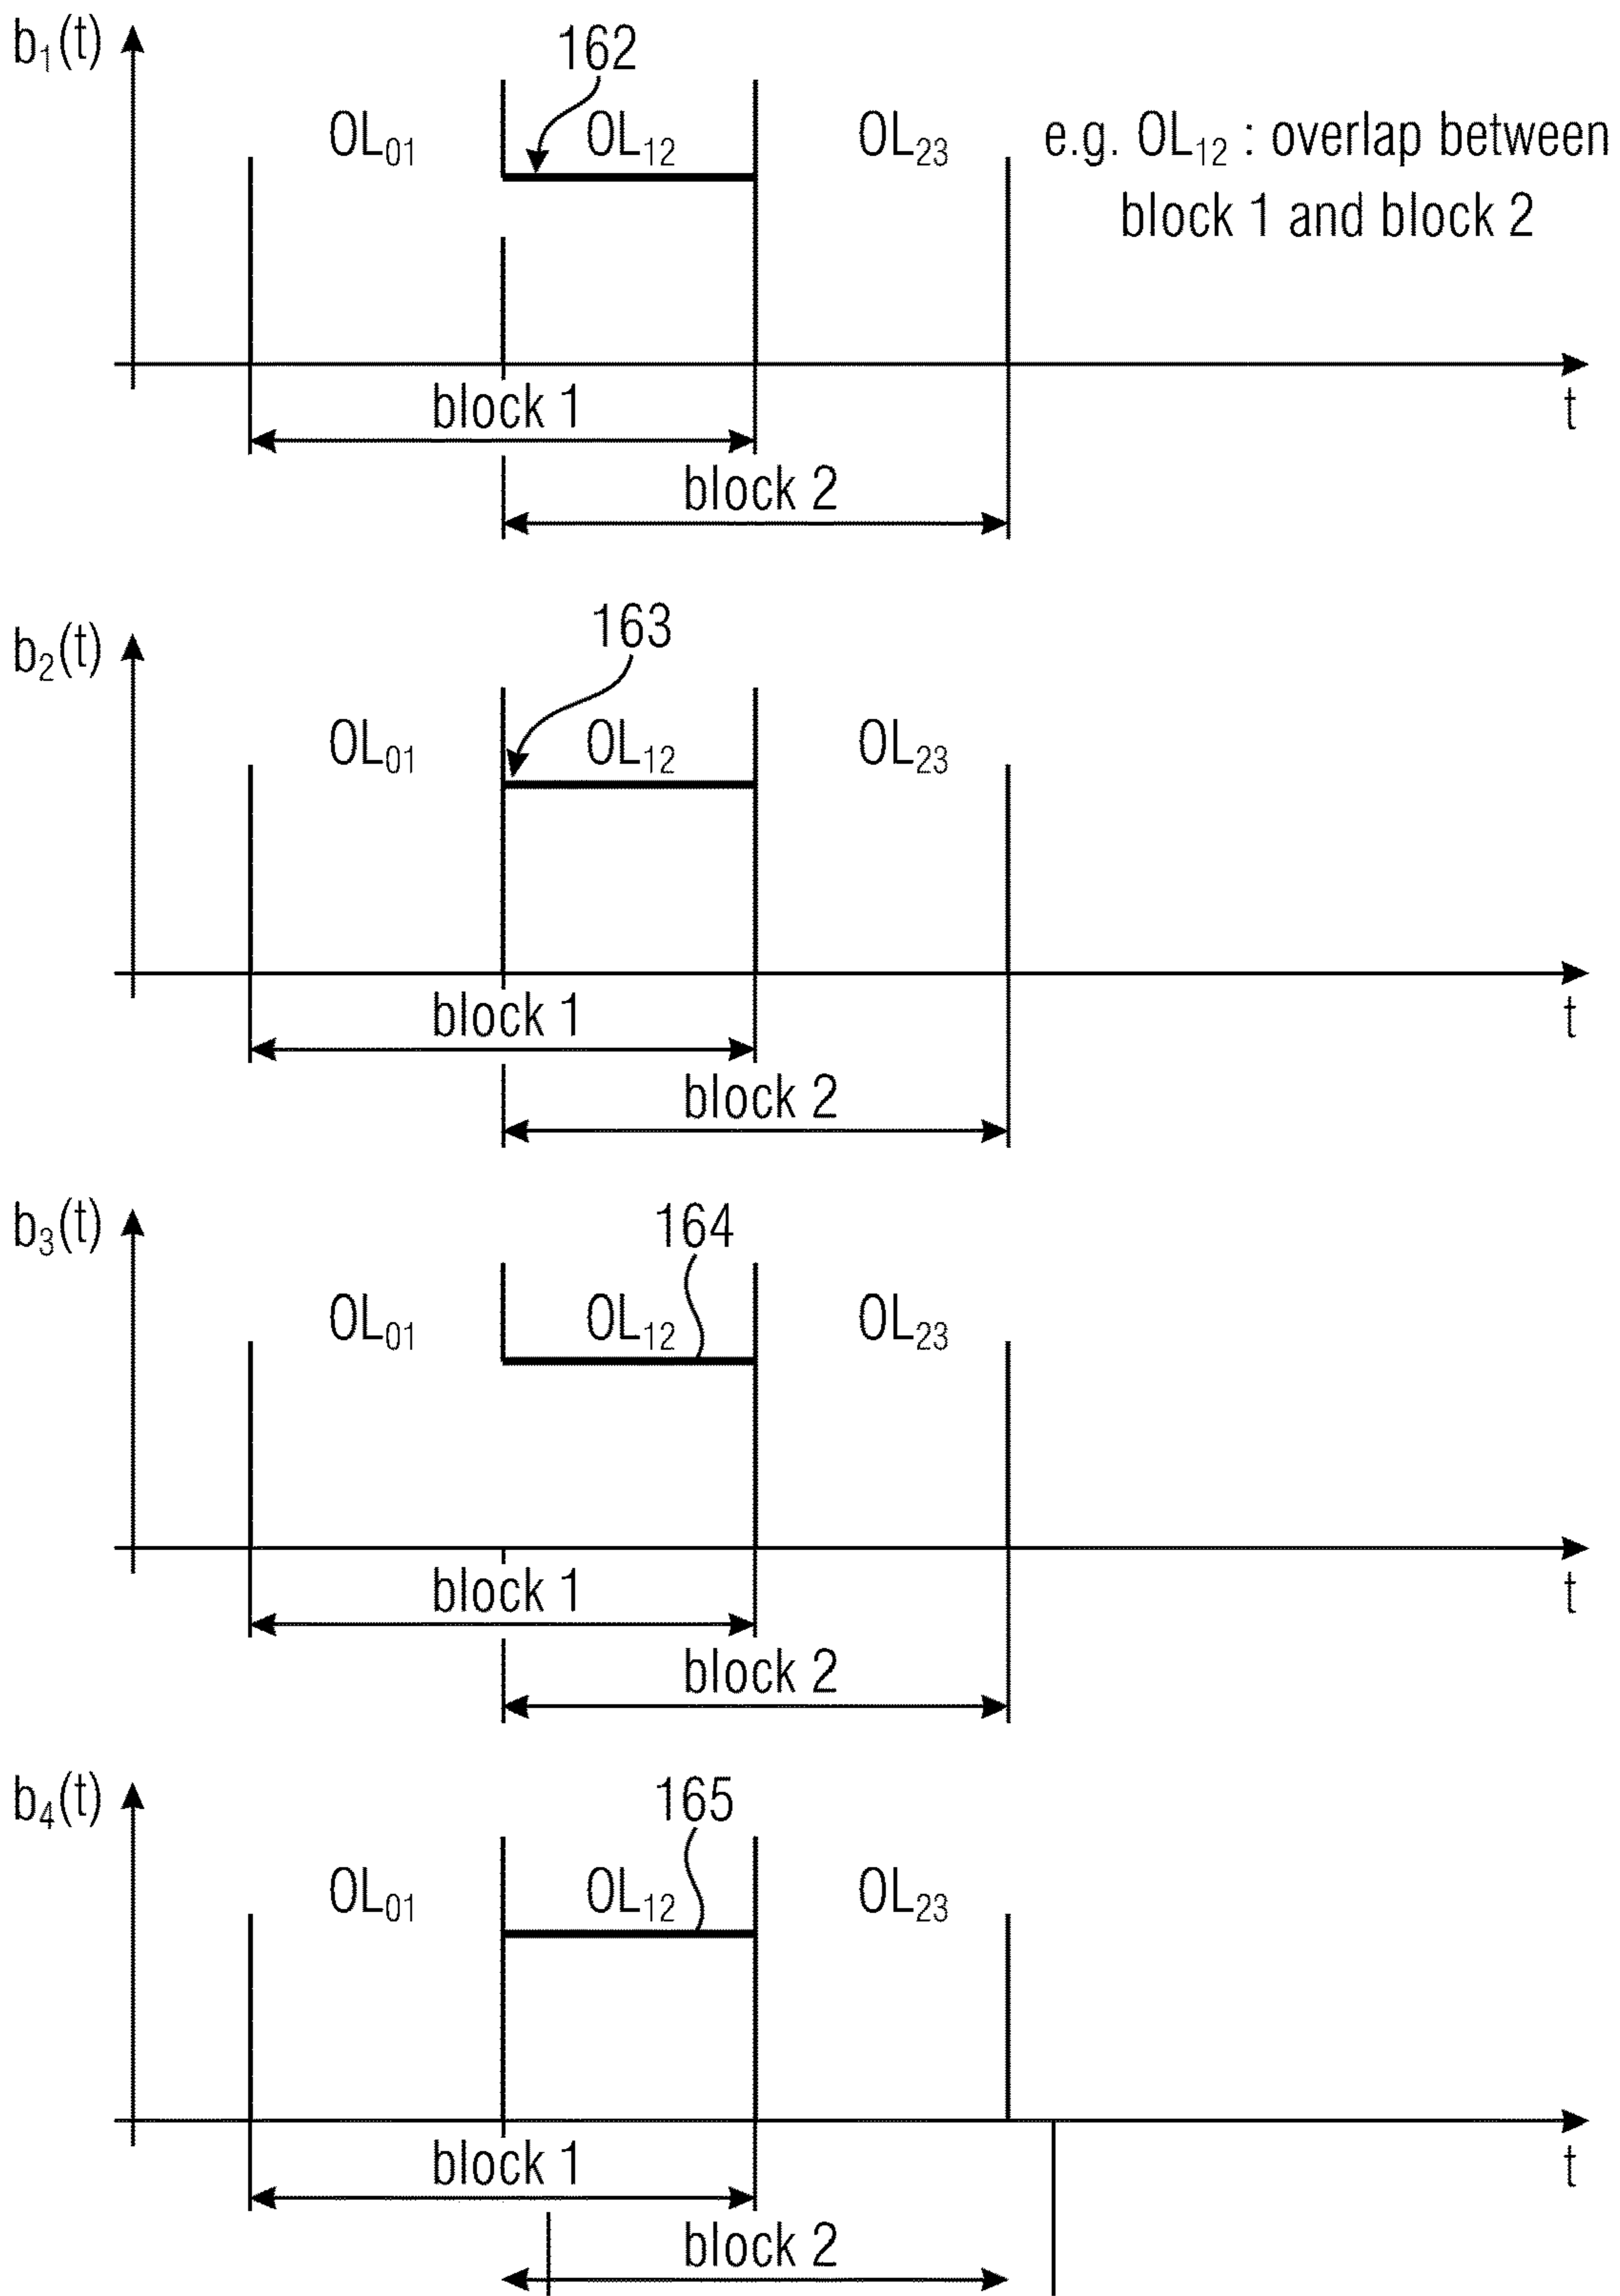 b₁(t)
162
OL₀₁ OL₁₂ OL₂₃ e.g. OL₁₂ : overlap between
block 1 and block 2
block 1 t
block 2
b₂(t)
163
OL₀₁ OL₁₂ OL₂₃
block 1 t
block 2
b₃(t)
164
OL₀₁ OL₁₂ OL₂₃
block 1 t
block 2
b₄(t)
165
OL₀₁ OL₁₂ OL₂₃
block 1 t
block 2